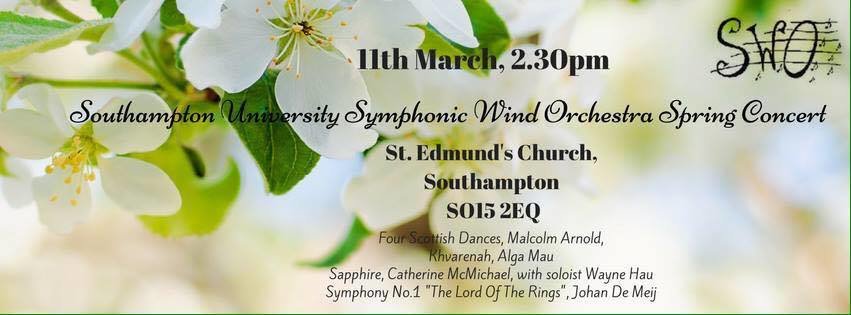 11th March, 2.30pm
SWO
Southampton University Symphonic Wind Orchestra Spring Concert
St. Edmund's Church,
Southampton
SO15 2EQ
Four Scottish Dances, Malcolm Arnold,
Khvarenah, Alga Mau
Sapphire, Catherine McMichael, with soloist Wayne Hau
Symphony No.1 "The Lord Of The Rings", Johan De Meij